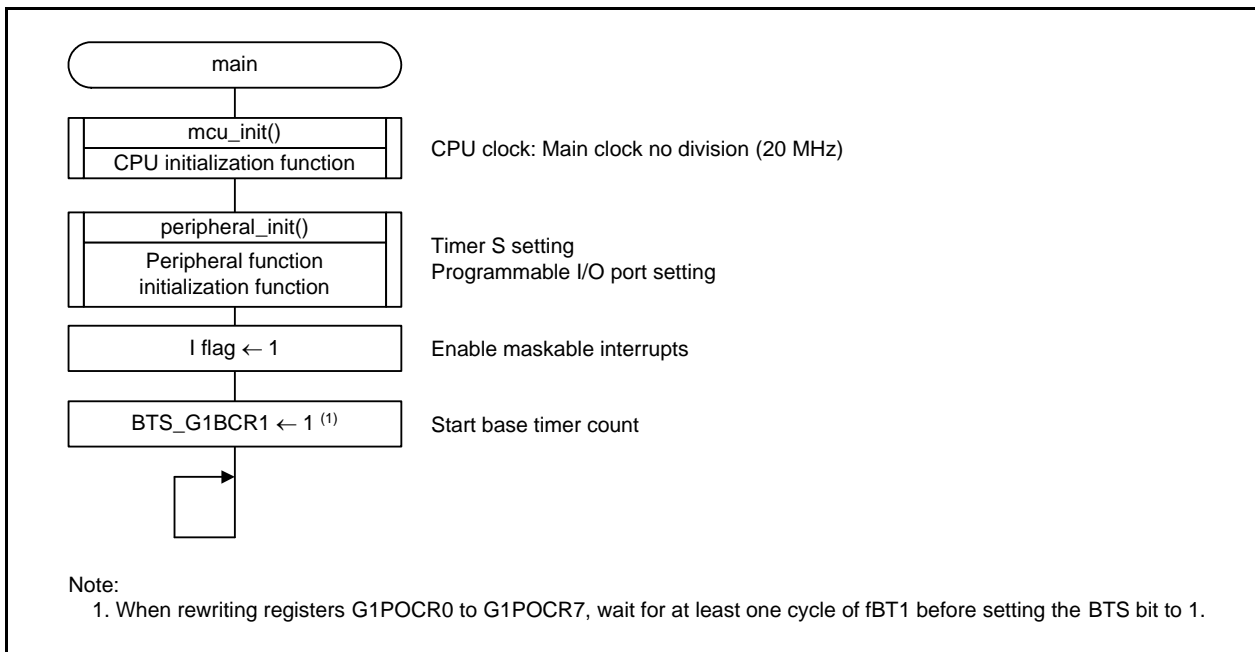 main
mcu_init()
CPU initialization function
CPU clock: Main clock no division (20 MHz)
peripheral_init()
Peripheral function
initialization function
Timer S setting
Programmable I/O port setting
I flag ← 1
Enable maskable interrupts
BTS_G1BCR1 ← 1 (1)
Start base timer count
Note:
1. When rewriting registers G1POCR0 to G1POCR7, wait for at least one cycle of fBT1 before setting the BTS bit to 1.